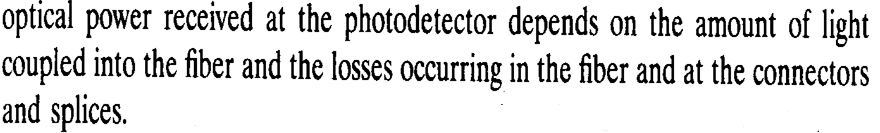 optical power received at the photodetector depends on the amount of light
coupled into the fiber and the losses occurring in the fiber and at the connectors
and splices.